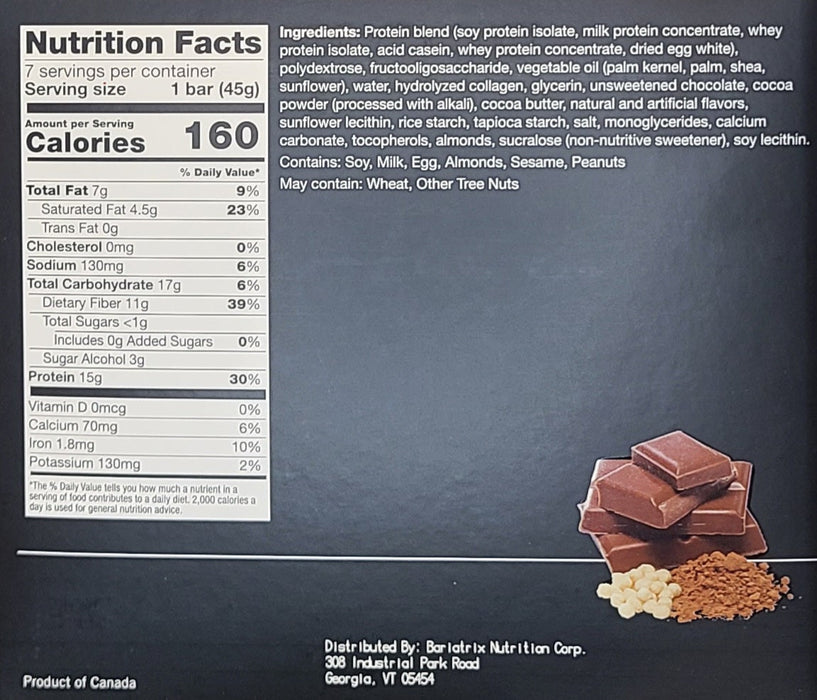 Nutrition Facts
7 servings per container
Serving size 1 bar (45g)
Amount per Serving
Calories 160
% Daily Value*
Total Fat 7g 9%
Saturated Fat 4.5g 23%
Trans Fat 0g
Cholesterol 0mg 0%
Sodium 130mg 6%
Total Carbohydrate 17g 6%
Dietary Fiber 11g 39%
Total Sugars <1g
Includes 0g Added Sugars 0%
Sugar Alcohol 3g
Protein 15g 30%
Vitamin D 0mcg 0%
Calcium 70mg 6%
Iron 1.8mg 10%
Potassium 130mg 2%
*The % Daily Value tells you how much a nutrient in a
serving of food contributes to a daily diet. 2,000 calories a
day is used for general nutrition advice.
Ingredients: Protein blend (soy protein isolate, milk protein concentrate, whey
protein isolate, acid casein, whey protein concentrate, dried egg white),
polydextrose, fructooligosaccharide, vegetable oil (palm kernel, palm, shea,
sunflower), water, hydrolyzed collagen, glycerin, unsweetened chocolate, cocoa
powder (processed with alkali), cocoa butter, natural and artificial flavors,
sunflower lecithin, rice starch, tapioca starch, salt, monoglycerides, calcium
carbonate, tocopherols, almonds, sucralose (non-nutritive sweetener), soy lecithin.
Contains: Soy, Milk, Egg, Almonds, Sesame, Peanuts
May contain: Wheat, Other Tree Nuts
Distributed By: Bariatrix Nutrition Corp.
308 Industrial Park Road
Georgia, VT 05454
Product of Canada